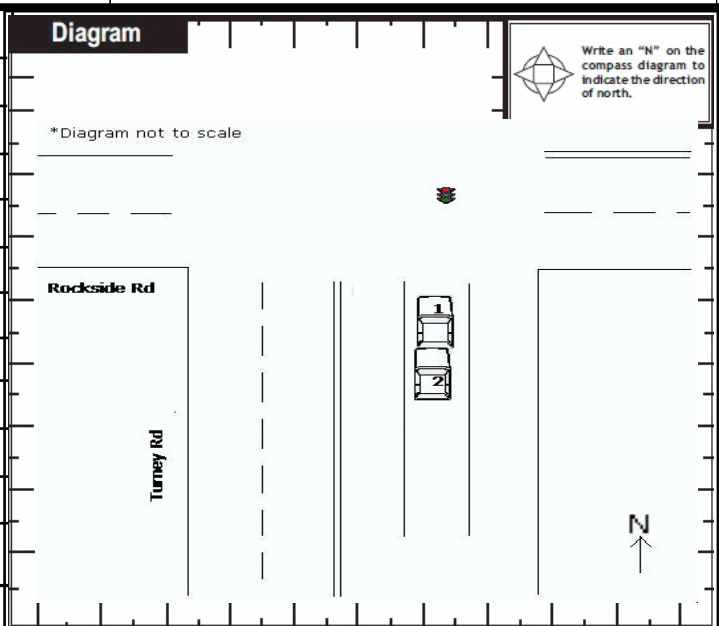 Diagram
Write an “N” on the
compass diagram to
indicate the direction
of north.
*Diagram not to scale
Rockside Rd
1
2
Turney Rd
N